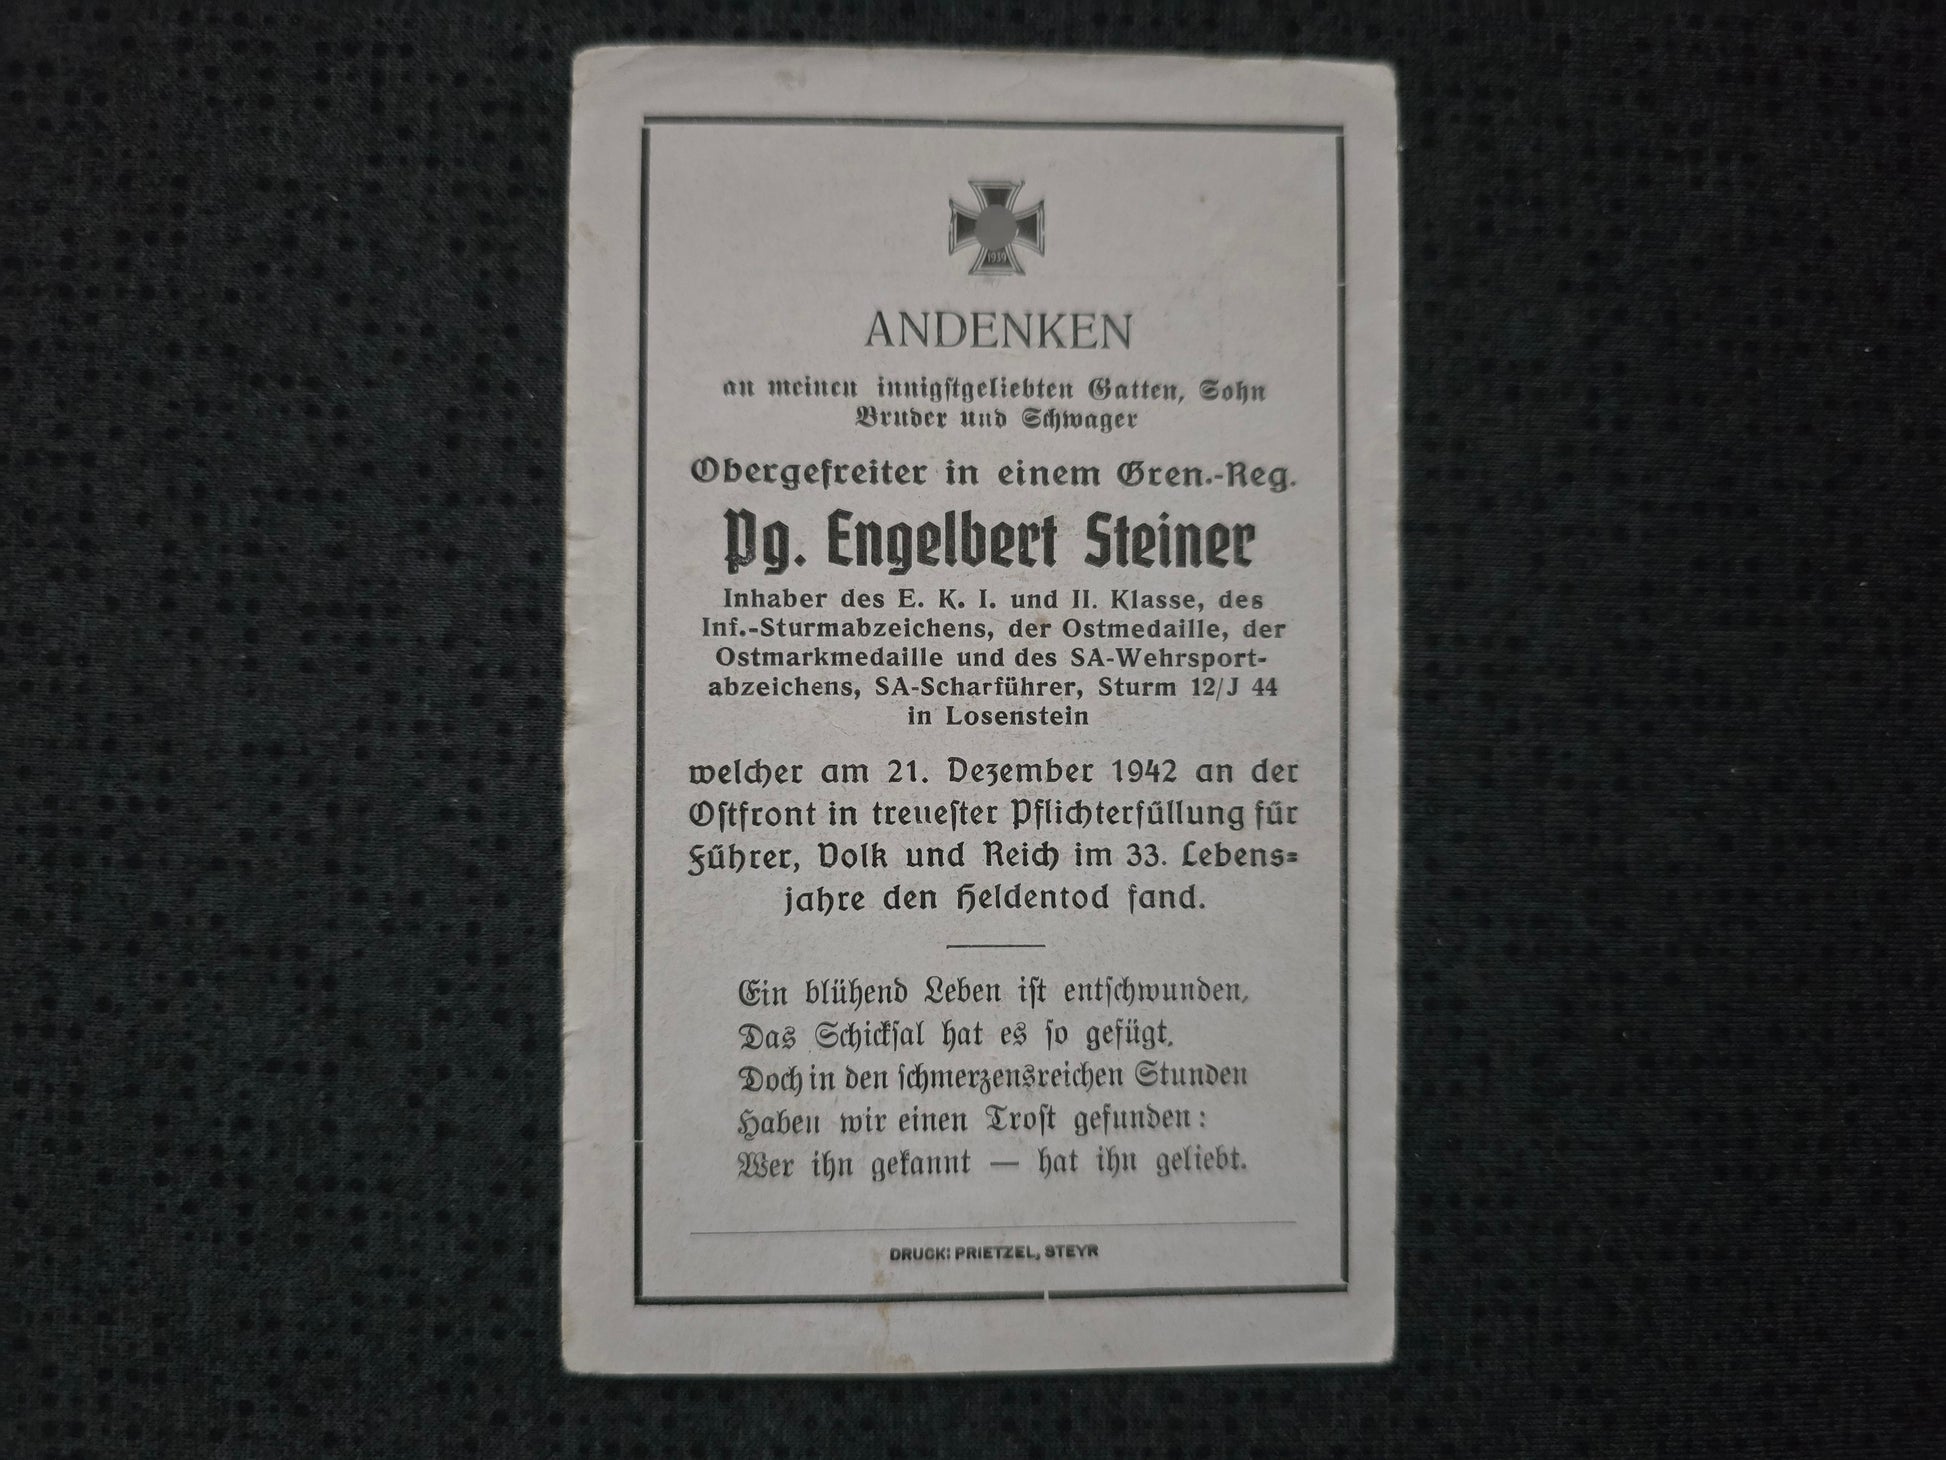 1939
ANDENKEN
an meinen innigstgeliebten Gatten, Sohn
Bruder und Schwager
Obergefreiter in einem Gren.-Reg.
Pg. Engelbert Steiner
Inhaber des E. K. I. und II. Klasse, des
Inf.-Sturmabzeichens, der Ostmedaille, der
Ostmarkmedaille und des SA-Wehrsport-
abzeichens, SA-Scharführer, Sturm 12/J 44
in Losenstein
welcher am 21. Dezember 1942 an der
Ostfront in treuester Pflichterfüllung für
Führer, Volk und Reich im 33. Lebens-
jahre den Heldentod fand.
Ein blühend Leben ist entschwunden,
Das Schicksal hat es so gefügt.
Doch in den schmerzensreichen Stunden
Haben wir einen Trost gefunden:
Wer ihn gekannt — hat ihn geliebt.
DRUCK: PRIETZEL, STEYR